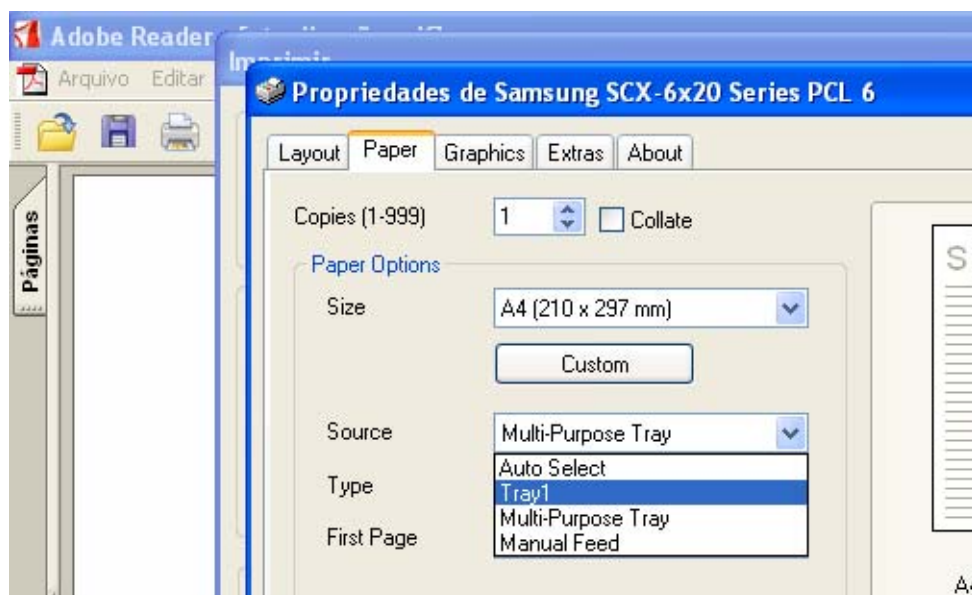 Adobe Reader
Imprimir
Arquivo Editar
Propriedades de Samsung SCX-6x20 Series PCL 6
Layout Paper Graphics Extras About
Páginas
Copies (1-999) 1 Collate
Paper Options
Size A4 (210 x 297 mm)
Custom
Source Multi-Purpose Tray
Auto Select
Type Tray1
Multi-Purpose Tray
First Page Manual Feed
S
A4